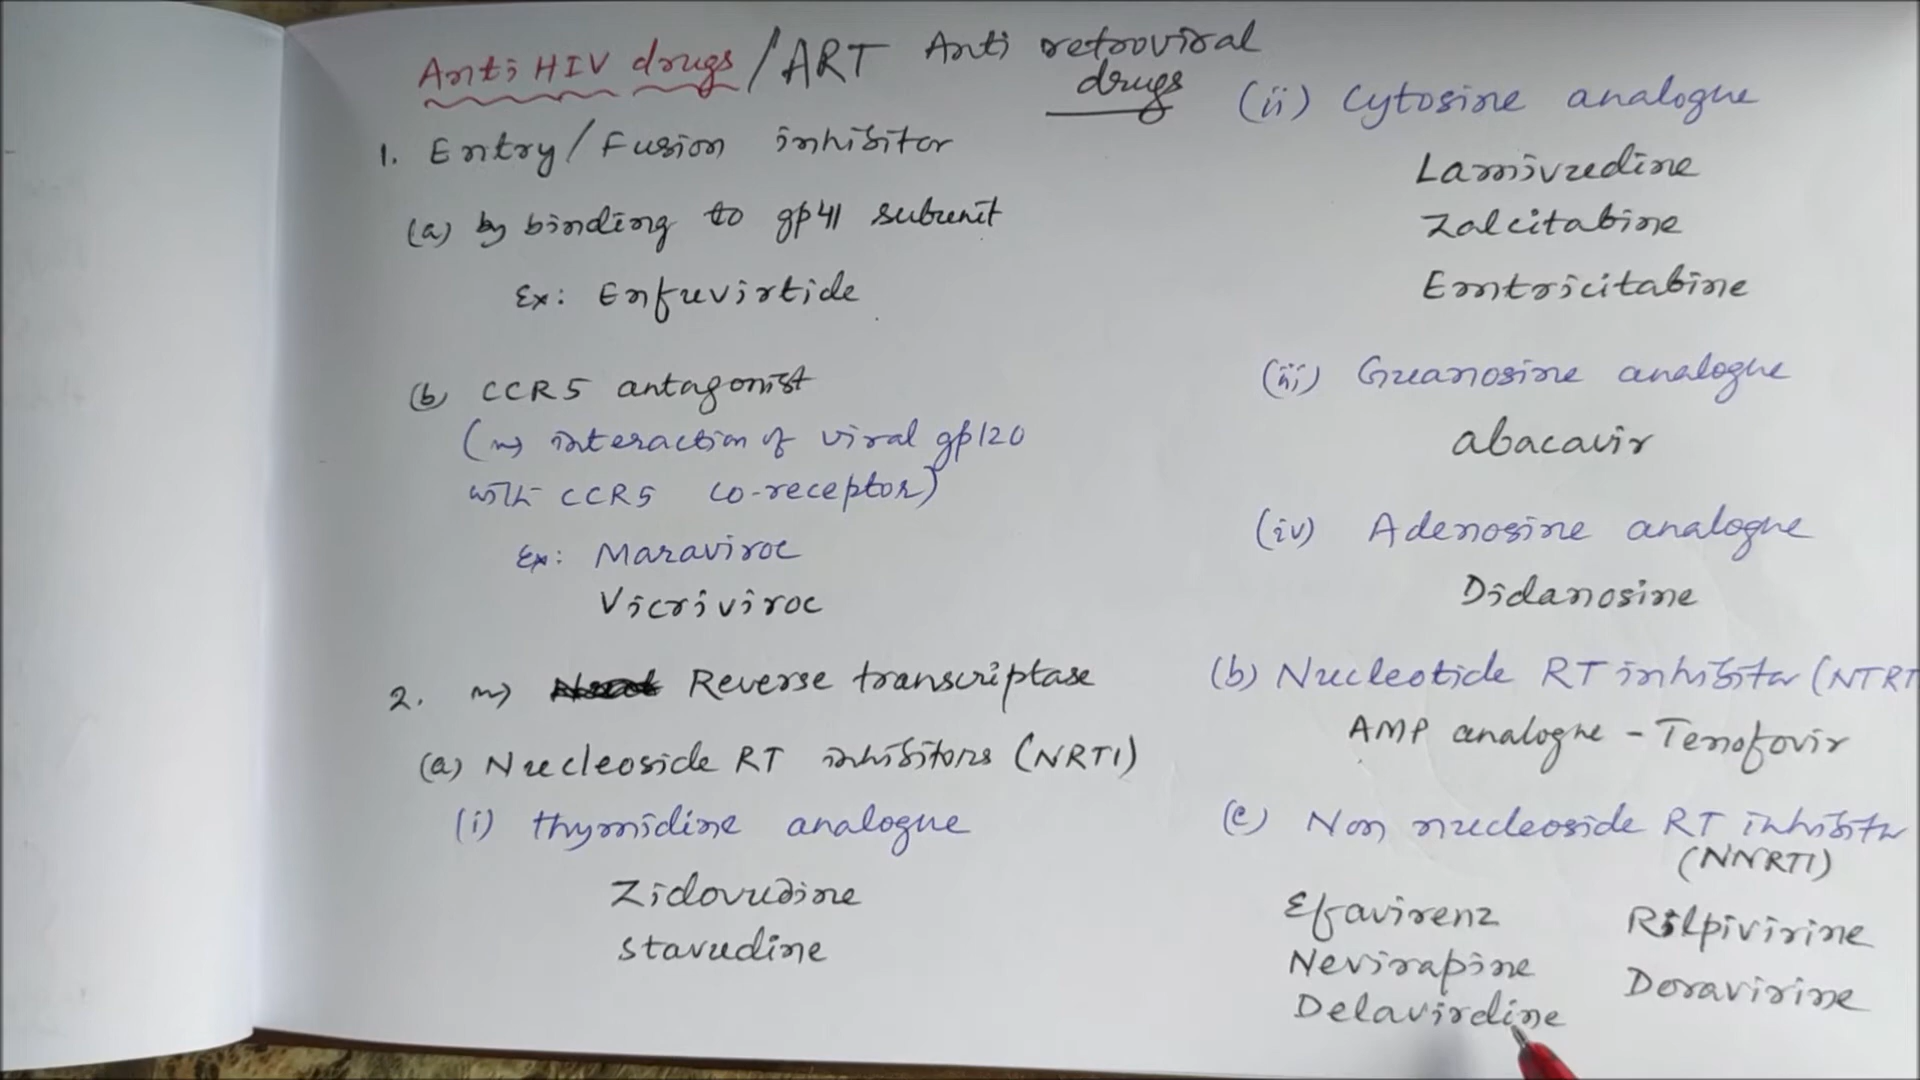 Anti HIV drugs / ART Anti retroviral
drugs
1. Entry / Fusion inhibitor
(a) by binding to gp41 subunit
Ex: Enfuvirtide
(b) CCR5 antagonist
( interaction of viral gp120
with CCR5 co-receptor)
Ex: Maraviroc
Vicriviroc
2. Reverse transcriptase
(a) Nucleoside RT inhibitors (NRTI)
(i) thymidine analogue
Zidovudine
Stavudine
(ii) Cytosine analogue
Lamivudine
Zalcitabine
Emtricitabine
(iii) Guanosine analogue
abacavir
(iv) Adenosine analogue
Didanosine
(b) Nucleotide RT inhibitor (NTRT
AMP analogue - Tenofovir
(c) Non nucleoside RT inhibitor
(NNRTI)
Efavirenz Rilpivirine
Nevirapine
Doravirine
Delavirdine